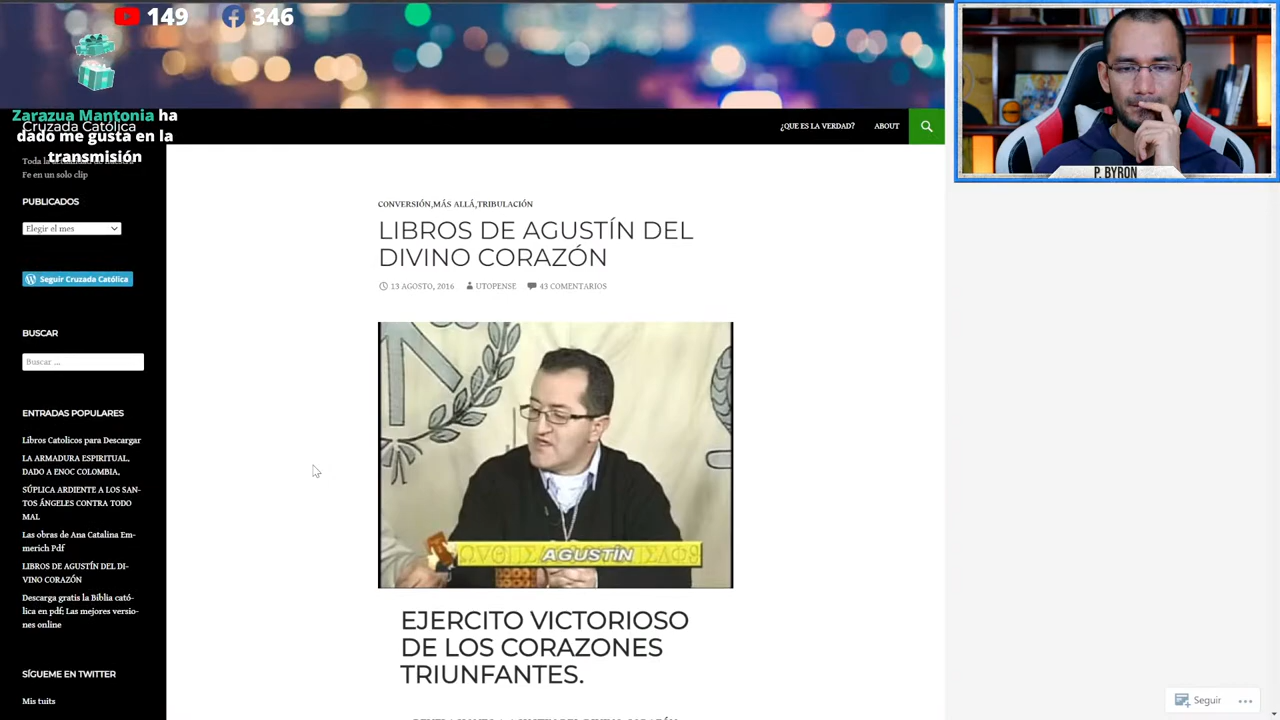 149
346
Zarazua Mantonia ha
dado me gusta en la
transmisión
Cruzada Católica
Toda la
Fe en un solo clip
¿QUE ES LA VERDAD?
ABOUT
PUBLICADOS
Elegir el mes
Seguir Cruzada Católica
BUSCAR
Buscar ...
ENTRADAS POPULARES
Libros Catolicos para Descargar
LA ARMADURA ESPIRITUAL,
DADO A ENOC COLOMBIA,
SÚPLICA ARDIENTE A LOS SAN-
TOS ÁNGELES CONTRA TODO
MAL
Las obras de Ana Catalina Em-
merich Pdf
LIBROS DE AGUSTÍN DEL DI-
VINO CORAZÓN
Descarga gratis la Biblia cató-
lica en pdf; Las mejores versio-
nes online
SÍGUEME EN TWITTER
Mis tuits
CONVERSIÓN,MÁS ALLÁ,TRIBULACIÓN
LIBROS DE AGUSTÍN DEL
DIVINO CORAZÓN
13 AGOSTO, 2016
UTOPENSE
43 COMENTARIOS
AGUSTÍN
EJERCITO VICTORIOSO
DE LOS CORAZONES
TRIUNFANTES.
P. BYRON
Seguir